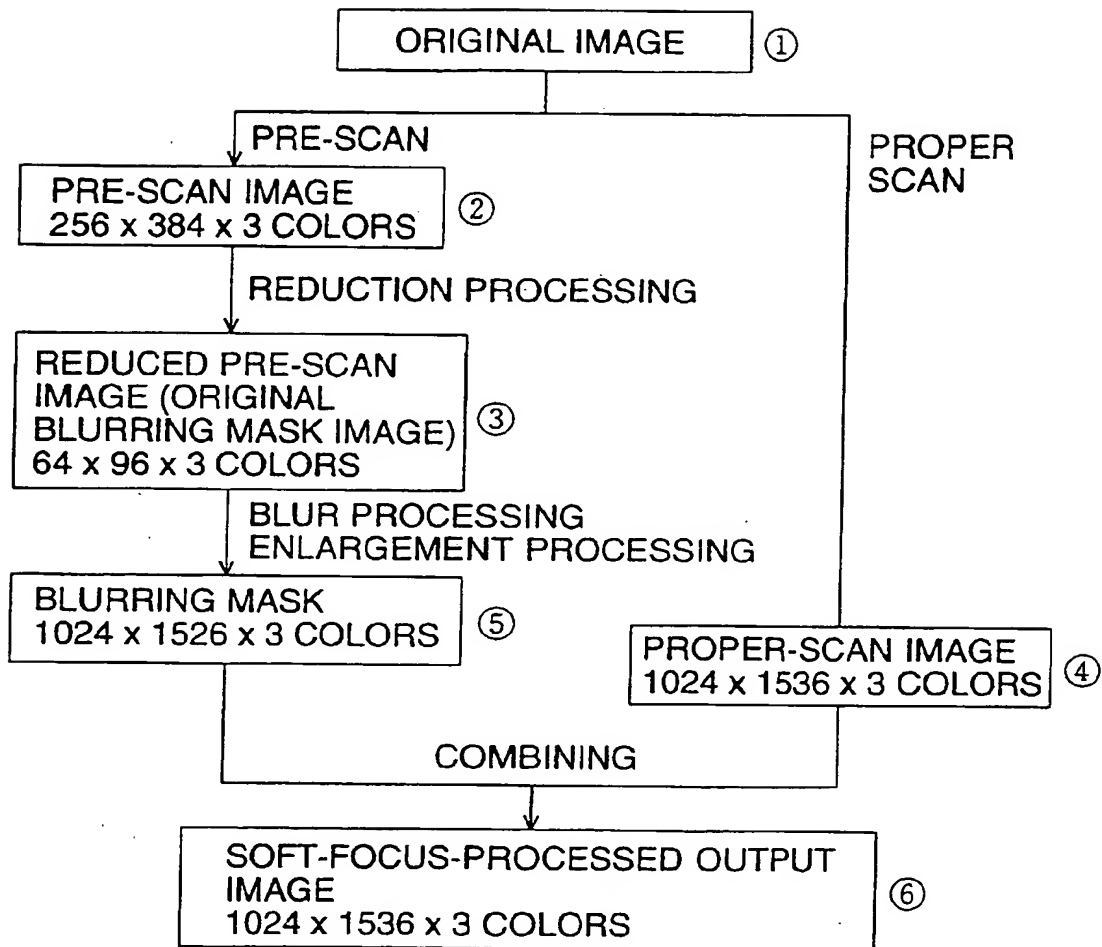 ORIGINAL IMAGE ①
PRE-SCAN
PROPER
SCAN
PRE-SCAN IMAGE
256 x 384 x 3 COLORS ②
REDUCTION PROCESSING
REDUCED PRE-SCAN
IMAGE (ORIGINAL
BLURRING MASK IMAGE) ③
64 x 96 x 3 COLORS
BLUR PROCESSING
ENLARGEMENT PROCESSING
BLURRING MASK
1024 x 1526 x 3 COLORS ⑤
PROPER-SCAN IMAGE
1024 x 1536 x 3 COLORS ④
COMBINING
SOFT-FOCUS-PROCESSED OUTPUT
IMAGE ⑥
1024 x 1536 x 3 COLORS